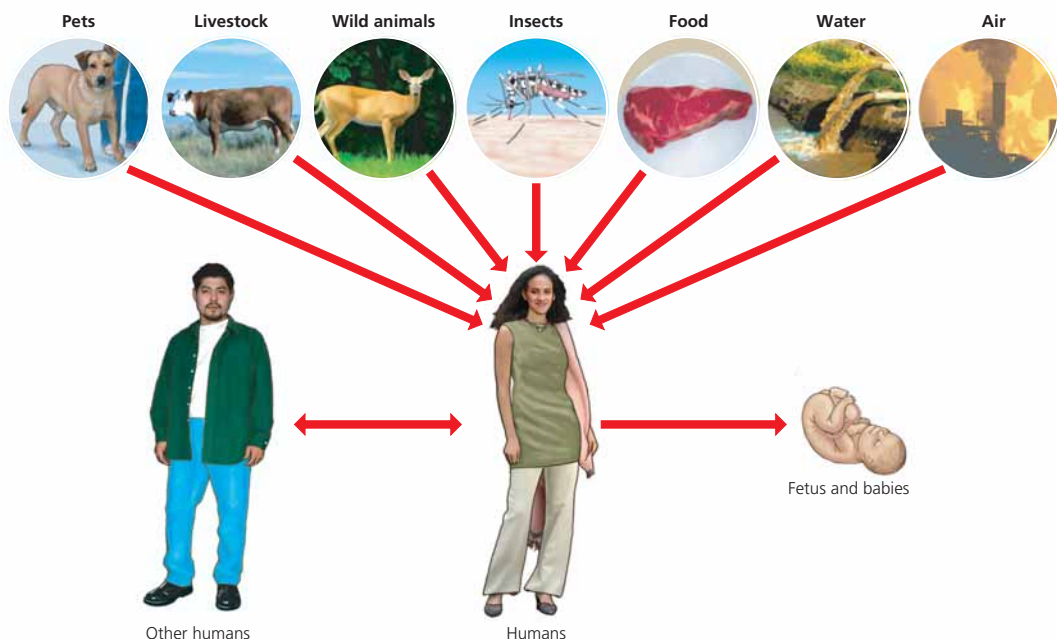 Pets
Livestock
Wild animals
Insects
Food
Water
Air
Fetus and babies
Other humans
Humans